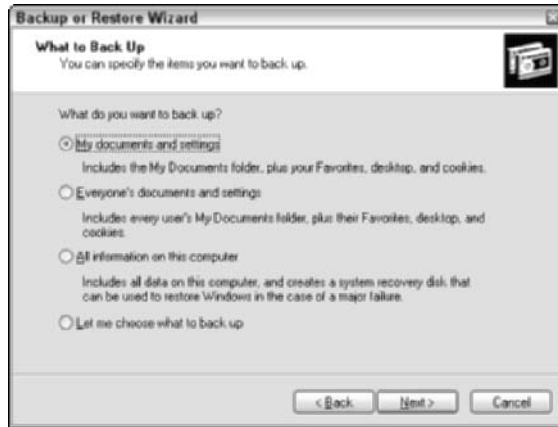 Backup or Restore Wizard
What to Back Up
You can specify the items you want to back up.
What do you want to back up?
My documents and settings
Includes the My Documents folder, plus your Favorites, desktop, and cookies.
Everyone's documents and settings
Includes every user's My Documents folder, plus their Favorites, desktop, and
cookies.
All information on this computer
Includes all data on this computer, and creates a system recovery disk that
can be used to restore Windows in the case of a major failure.
Let me choose what to back up
< Back Next > Cancel